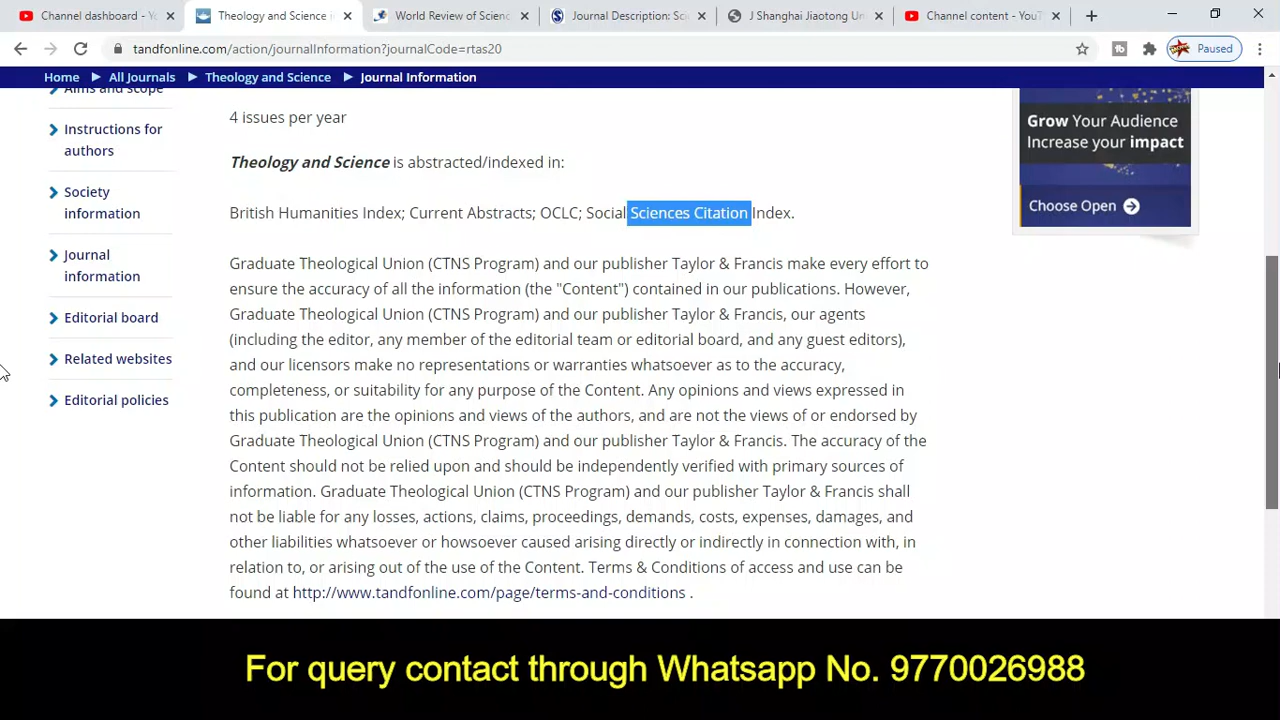 Channel dashboard - Yo
Theology and Science i
World Review of Scienc
Journal Description: Sci
J Shanghai Jiaotong Un
Channel content - YouT
tandfonline.com/action/journalInformation?journalCode=rtas20
Paused
Home
All Journals
Theology and Science
Journal Information
Aims and scope
Instructions for
authors
Society
information
Journal
information
Editorial board
Related websites
Editorial policies
4 issues per year
Theology and Science is abstracted/indexed in:
British Humanities Index; Current Abstracts; OCLC; Social Sciences Citation Index.
Graduate Theological Union (CTNS Program) and our publisher Taylor & Francis make every effort to
ensure the accuracy of all the information (the "Content") contained in our publications. However,
Graduate Theological Union (CTNS Program) and our publisher Taylor & Francis, our agents
(including the editor, any member of the editorial team or editorial board, and any guest editors),
and our licensors make no representations or warranties whatsoever as to the accuracy,
completeness, or suitability for any purpose of the Content. Any opinions and views expressed in
this publication are the opinions and views of the authors, and are not the views of or endorsed by
Graduate Theological Union (CTNS Program) and our publisher Taylor & Francis. The accuracy of the
Content should not be relied upon and should be independently verified with primary sources of
information. Graduate Theological Union (CTNS Program) and our publisher Taylor & Francis shall
not be liable for any losses, actions, claims, proceedings, demands, costs, expenses, damages, and
other liabilities whatsoever or howsoever caused arising directly or indirectly in connection with, in
relation to, or arising out of the use of the Content. Terms & Conditions of access and use can be
found at http://www.tandfonline.com/page/terms-and-conditions .
Grow Your Audience
Increase your impact
Choose Open
For query contact through Whatsapp No. 9770026988